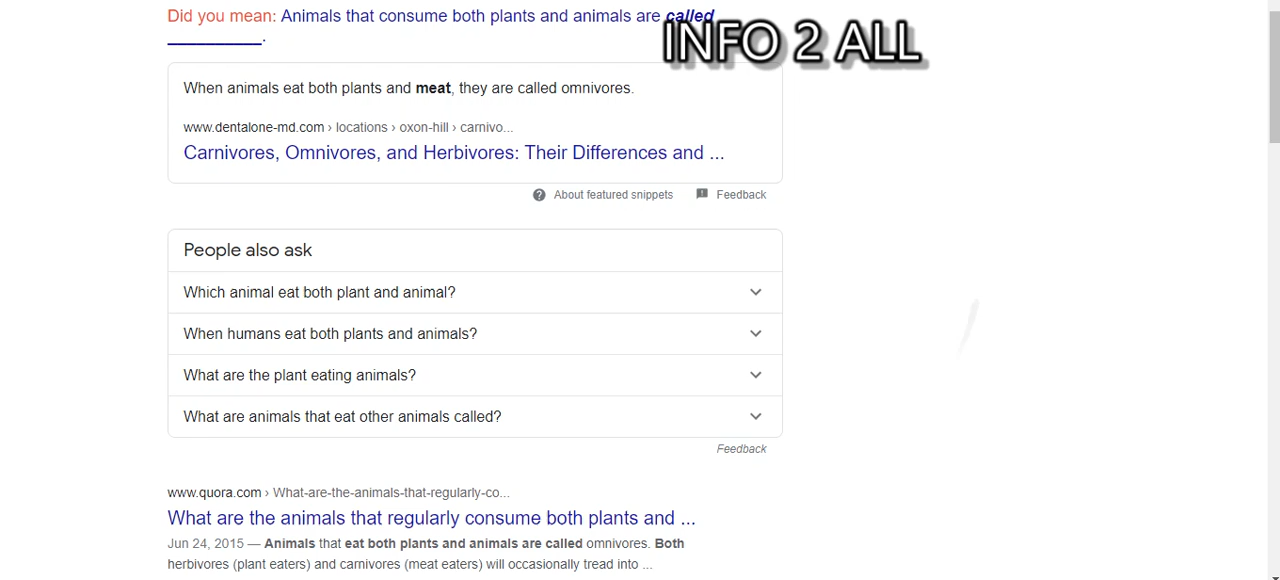 Did you mean: Animals that consume both plants and animals are called
__________.
INFO 2 ALL
When animals eat both plants and meat, they are called omnivores.
www.dentalone-md.com › locations › oxon-hill › carnivo...
Carnivores, Omnivores, and Herbivores: Their Differences and ...
About featured snippets Feedback
People also ask
Which animal eat both plant and animal?
When humans eat both plants and animals?
What are the plant eating animals?
What are animals that eat other animals called?
Feedback
www.quora.com › What-are-the-animals-that-regularly-co...
What are the animals that regularly consume both plants and ...
Jun 24, 2015 — Animals that eat both plants and animals are called omnivores. Both
herbivores (plant eaters) and carnivores (meat eaters) will occasionally tread into ...